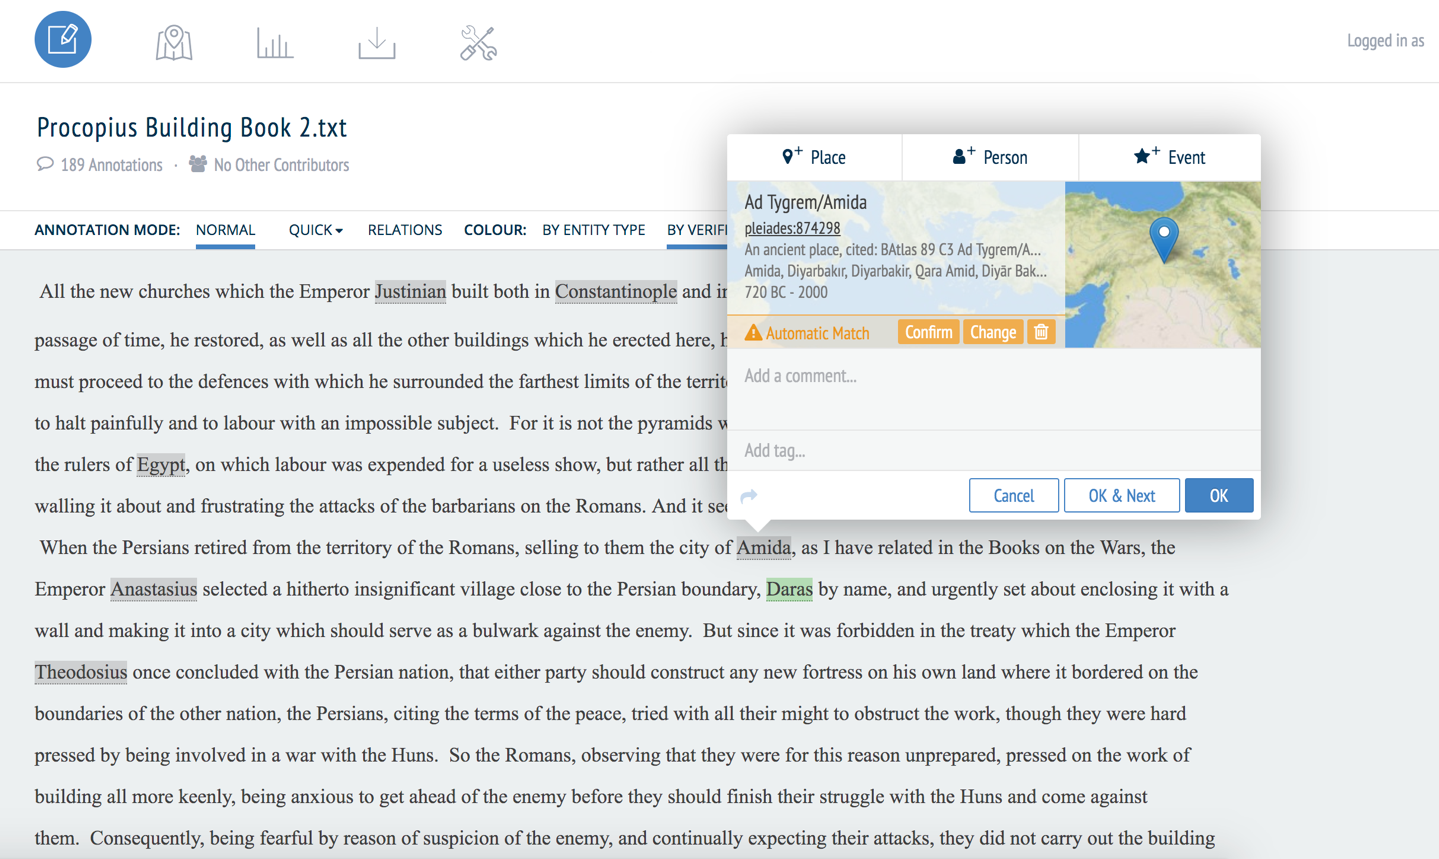 Logged in as
Procopius Building Book 2.txt
189 Annotations · No Other Contributors
ANNOTATION MODE: NORMAL QUICK RELATIONS COLOUR: BY ENTITY TYPE BY VERIFI
Place Person Event
Ad Tygrem/Amida
pleiades:874298
An ancient place, cited: BAtlas 89 C3 Ad Tygrem/A...
Amida, Diyarbakır, Diyarbakir, Qara Amid, Diyār Bak...
720 BC - 2000
Automatic Match Confirm Change
Add a comment...
Add tag...
Cancel OK & Next OK
All the new churches which the Emperor Justinian built both in Constantinople and in
passage of time, he restored, as well as all the other buildings which he erected here, h
must proceed to the defences with which he surrounded the farthest limits of the territ
to halt painfully and to labour with an impossible subject. For it is not the pyramids w
the rulers of Egypt, on which labour was expended for a useless show, but rather all th
walling it about and frustrating the attacks of the barbarians on the Romans. And it see
When the Persians retired from the territory of the Romans, selling to them the city of Amida, as I have related in the Books on the Wars, the
Emperor Anastasius selected a hitherto insignificant village close to the Persian boundary, Daras by name, and urgently set about enclosing it with a
wall and making it into a city which should serve as a bulwark against the enemy. But since it was forbidden in the treaty which the Emperor
Theodosius once concluded with the Persian nation, that either party should construct any new fortress on his own land where it bordered on the
boundaries of the other nation, the Persians, citing the terms of the peace, tried with all their might to obstruct the work, though they were hard
pressed by being involved in a war with the Huns. So the Romans, observing that they were for this reason unprepared, pressed on the work of
building all more keenly, being anxious to get ahead of the enemy before they should finish their struggle with the Huns and come against
them. Consequently, being fearful by reason of suspicion of the enemy, and continually expecting their attacks, they did not carry out the building